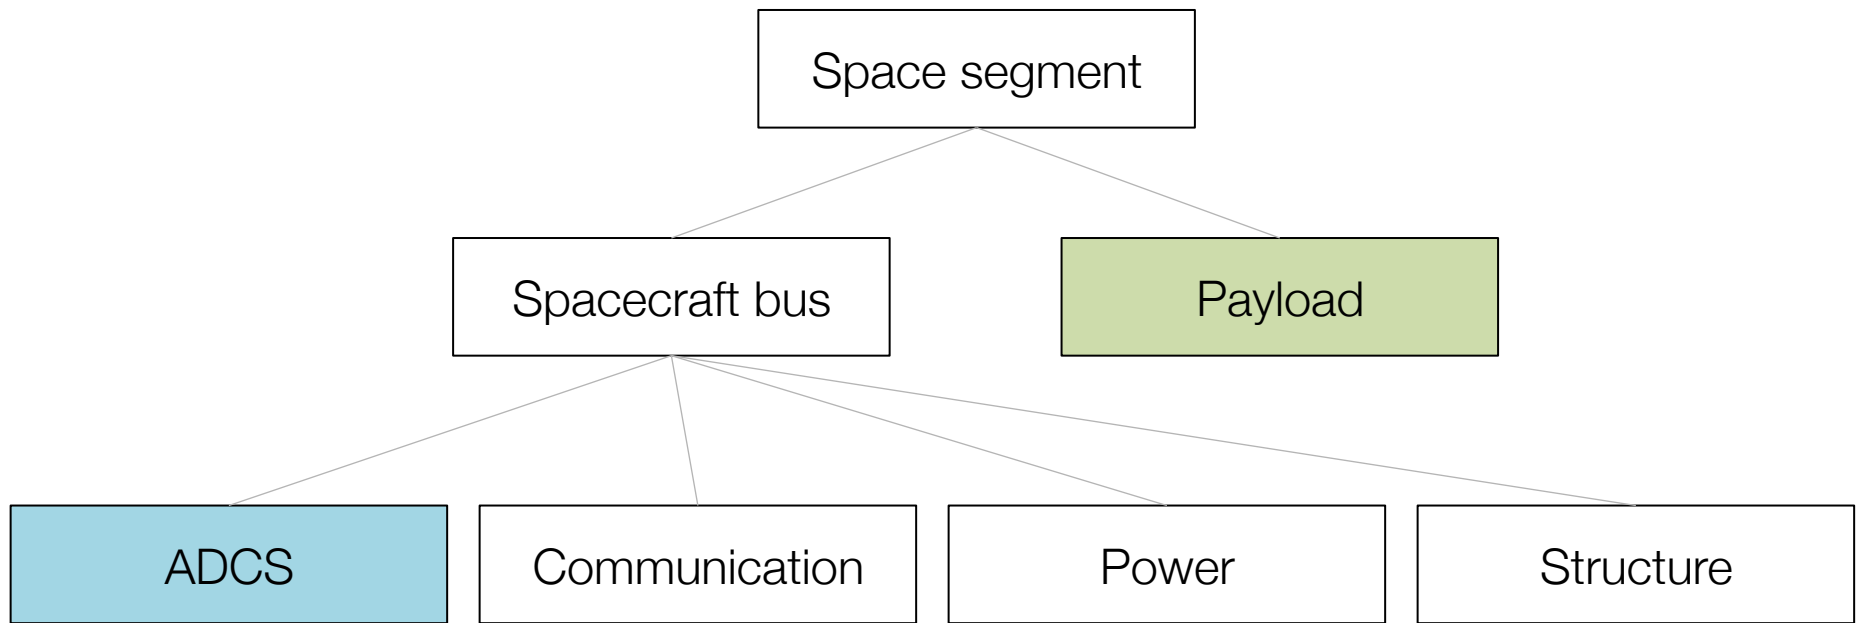 Space segment
Spacecraft bus
Payload
ADCS
Communication
Power
Structure